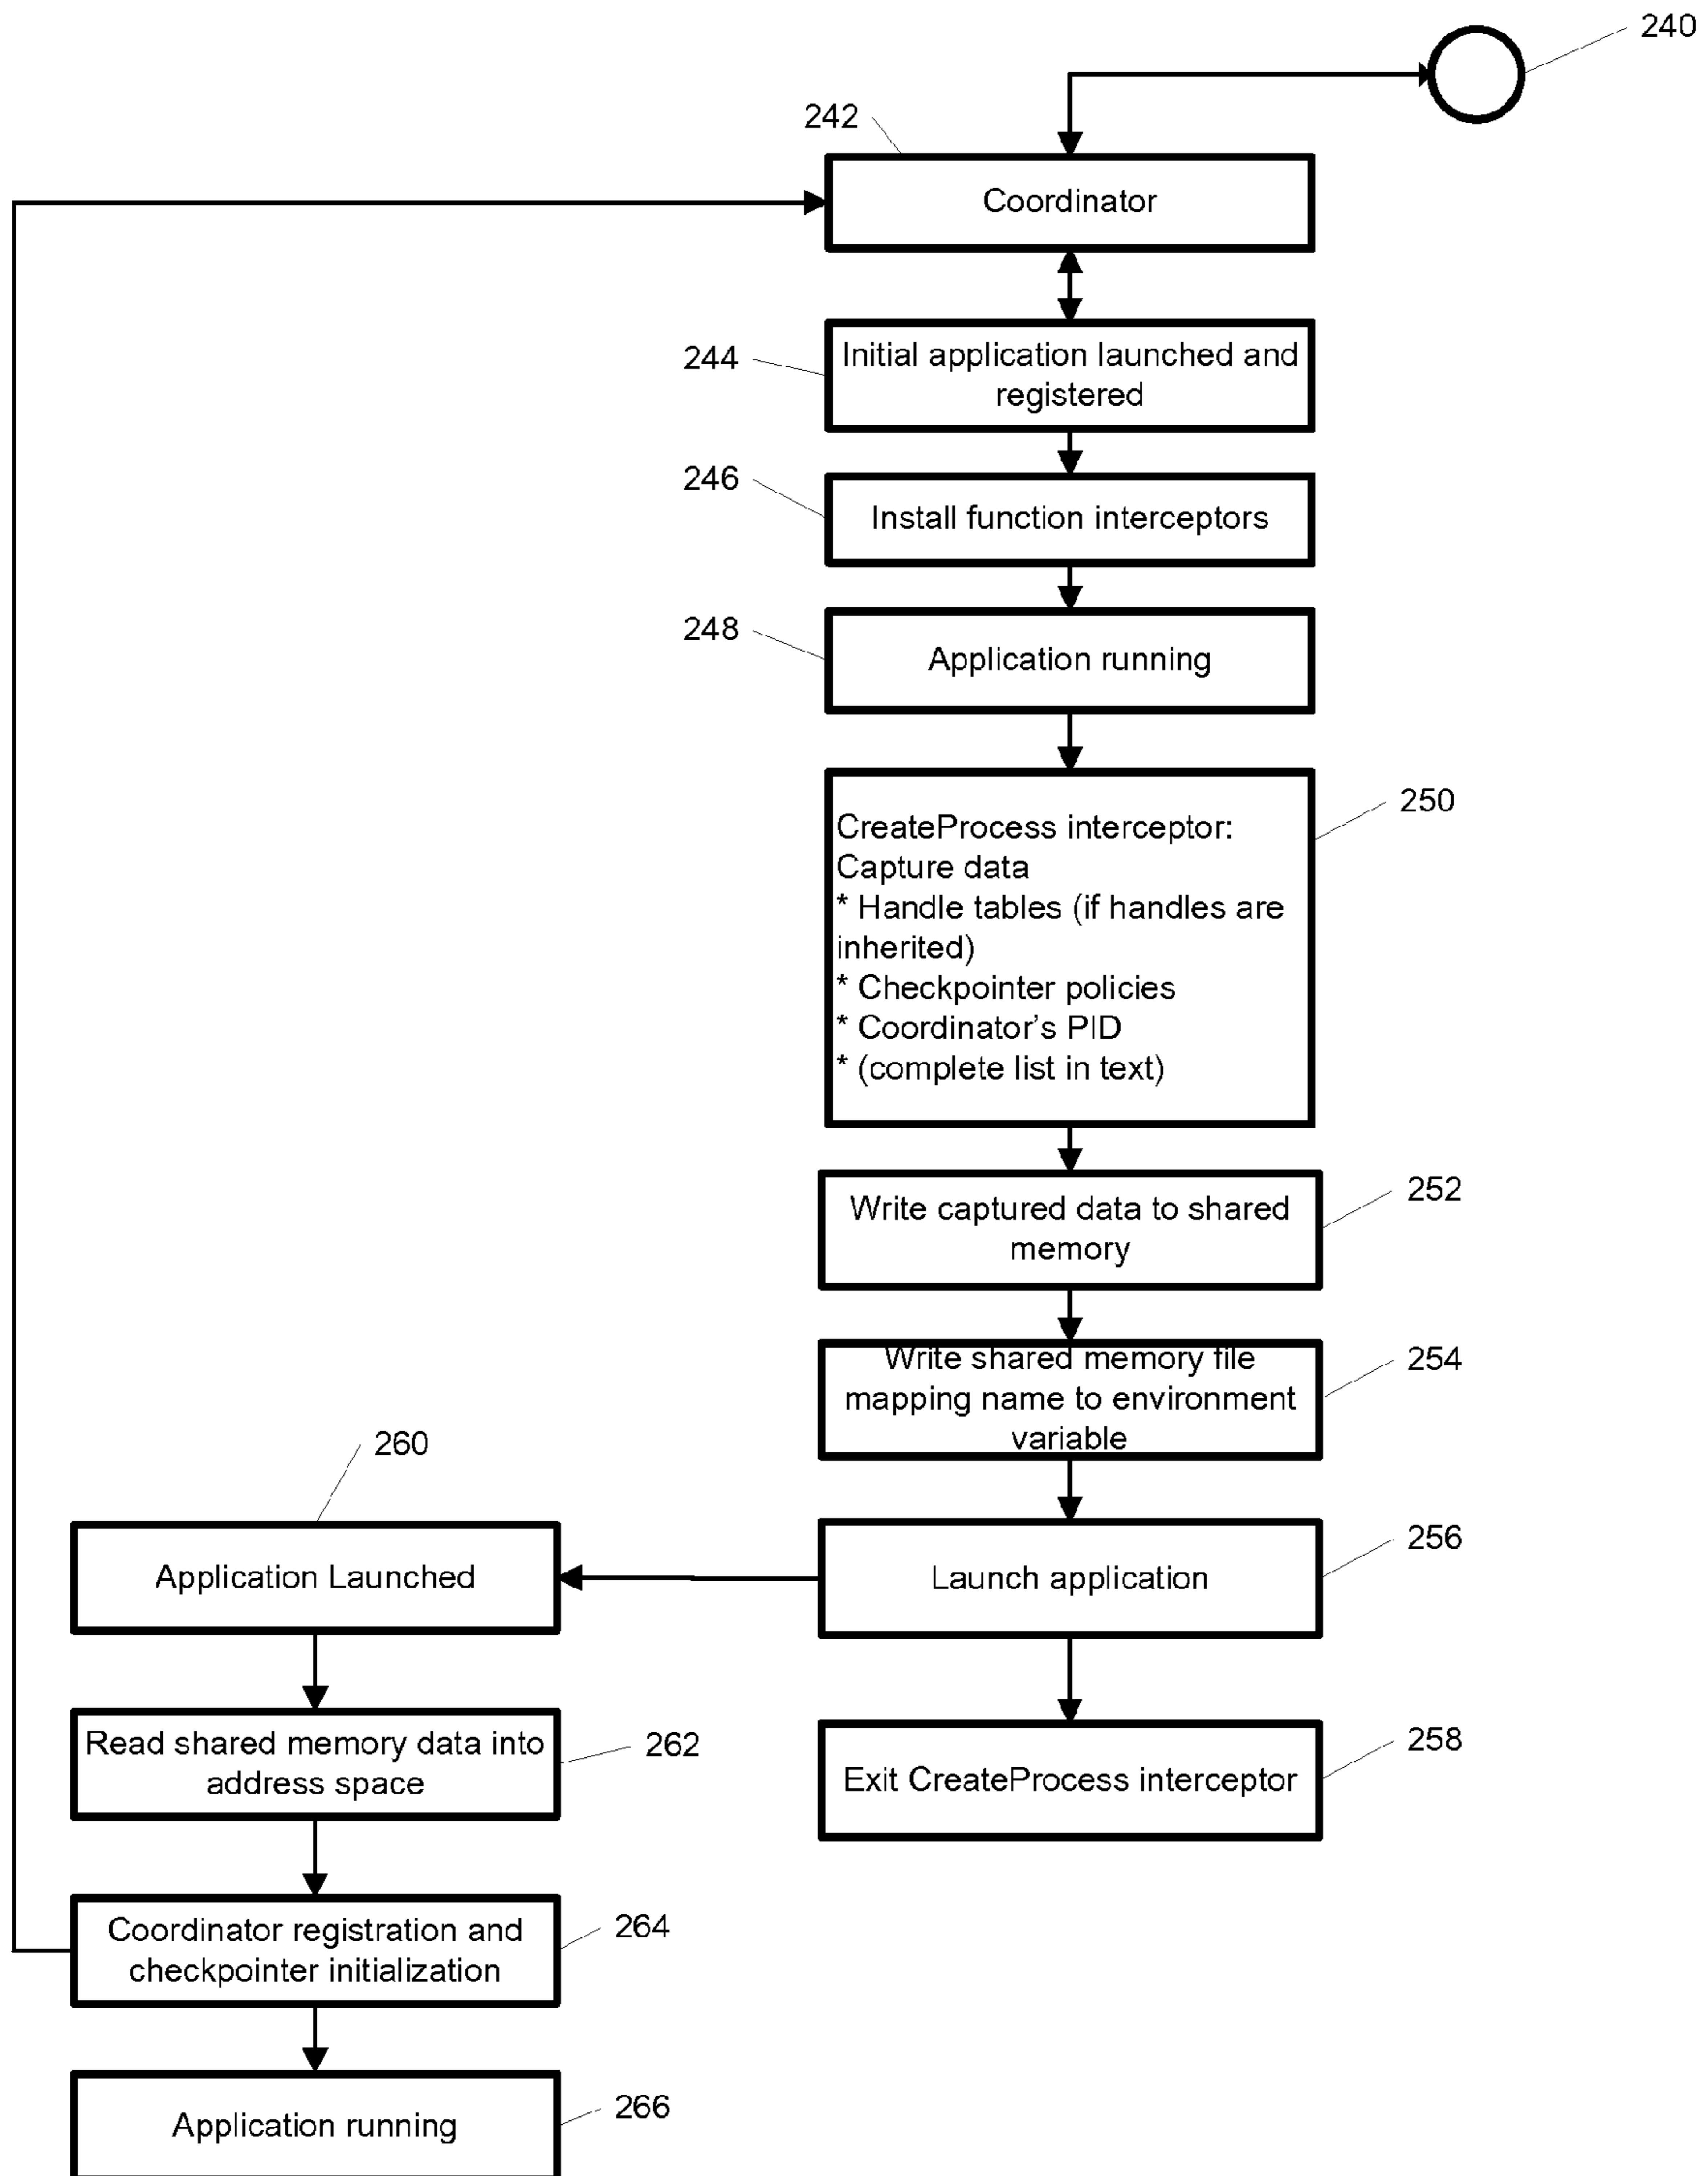 240
242
Coordinator
244
Initial application launched and
registered
246
Install function interceptors
248
Application running
250
CreateProcess interceptor:
Capture data
* Handle tables (if handles are
inherited)
* Checkpointer policies
* Coordinator's PID
* (complete list in text)
252
Write captured data to shared
memory
254
Write shared memory file
mapping name to environment
variable
260
256
Application Launched
Launch application
262
Read shared memory data into
address space
258
Exit CreateProcess interceptor
264
Coordinator registration and
checkpointer initialization
266
Application running